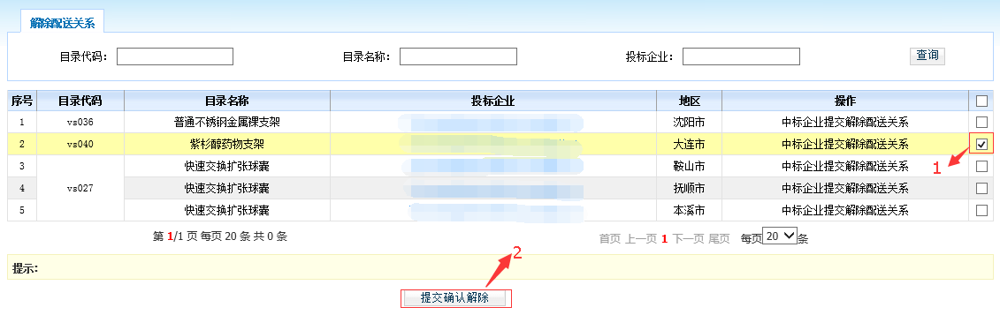 解除配送关系
目录代码： 目录名称： 投标企业： 查询
序号 目录代码 目录名称 投标企业 地区 操作
1 vs036 普通不锈钢金属裸支架 沈阳市 中标企业提交解除配送关系
2 vs040 紫杉醇药物支架 大连市 中标企业提交解除配送关系
3 快速交换扩张球囊 鞍山市 中标企业提交解除配送关系 1
4 vs027 快速交换扩张球囊 抚顺市 中标企业提交解除配送关系
5 快速交换扩张球囊 本溪市 中标企业提交解除配送关系
第 1/1 页 每页 20 条 共 0 条 首页 上一页 1 下一页 尾页 每页 20 条
2
提示：
提交确认解除